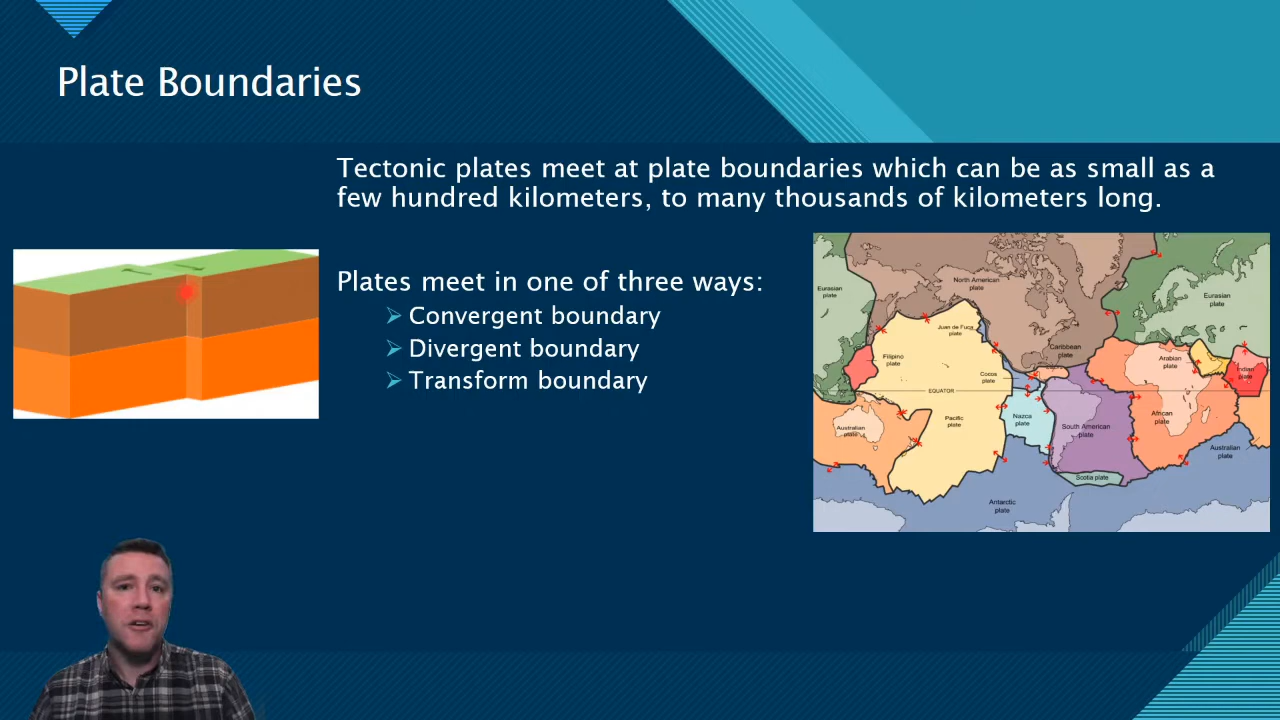 Plate Boundaries
Tectonic plates meet at plate boundaries which can be as small as a
few hundred kilometers, to many thousands of kilometers long.
Plates meet in one of three ways:
Convergent boundary
Divergent boundary
Transform boundary
Eurasian
plate
North American
plate
Juan de Fuca
plate
Filipino
plate
Cocos
plate
Caribbean
plate
EQUATOR
Pacific
plate
Nazca
plate
South American
plate
Australian
plate
Scotia plate
Antarctic
plate
Eurasian
plate
Arabian
plate
Indian
plate
African
plate
Australian
plate